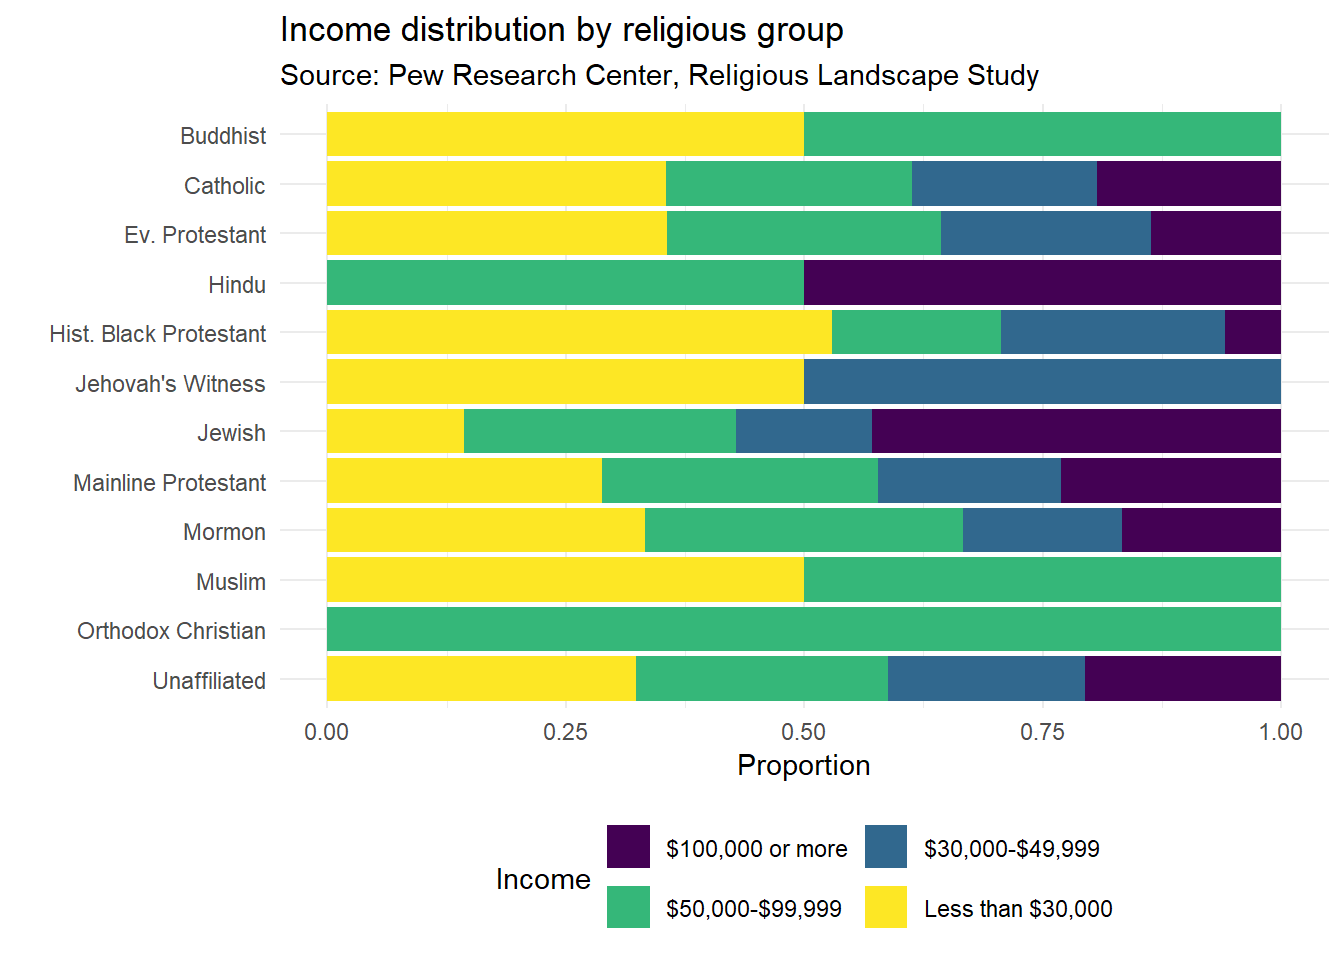 Income distribution by religious group
Source: Pew Research Center, Religious Landscape Study
Buddhist
Catholic
Ev. Protestant
Hindu
Hist. Black Protestant
Jehovah's Witness
Jewish
Mainline Protestant
Mormon
Muslim
Orthodox Christian
Unaffiliated
0.00 0.25 0.50 0.75 1.00
Proportion
Income
$100,000 or more $30,000-$49,999
$50,000-$99,999 Less than $30,000